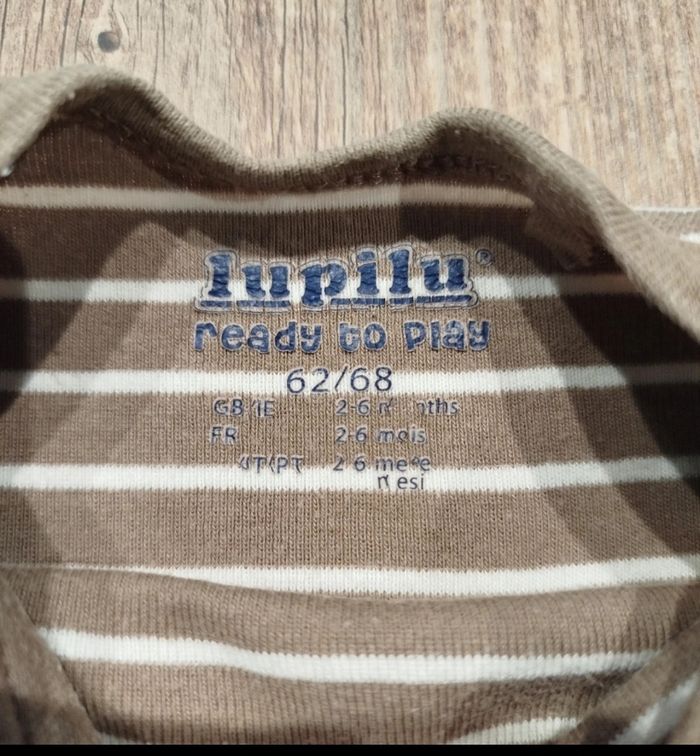 lupilu®
ready to play
62/68
GB/IE 2-6
FR 2-6 mois
2 6